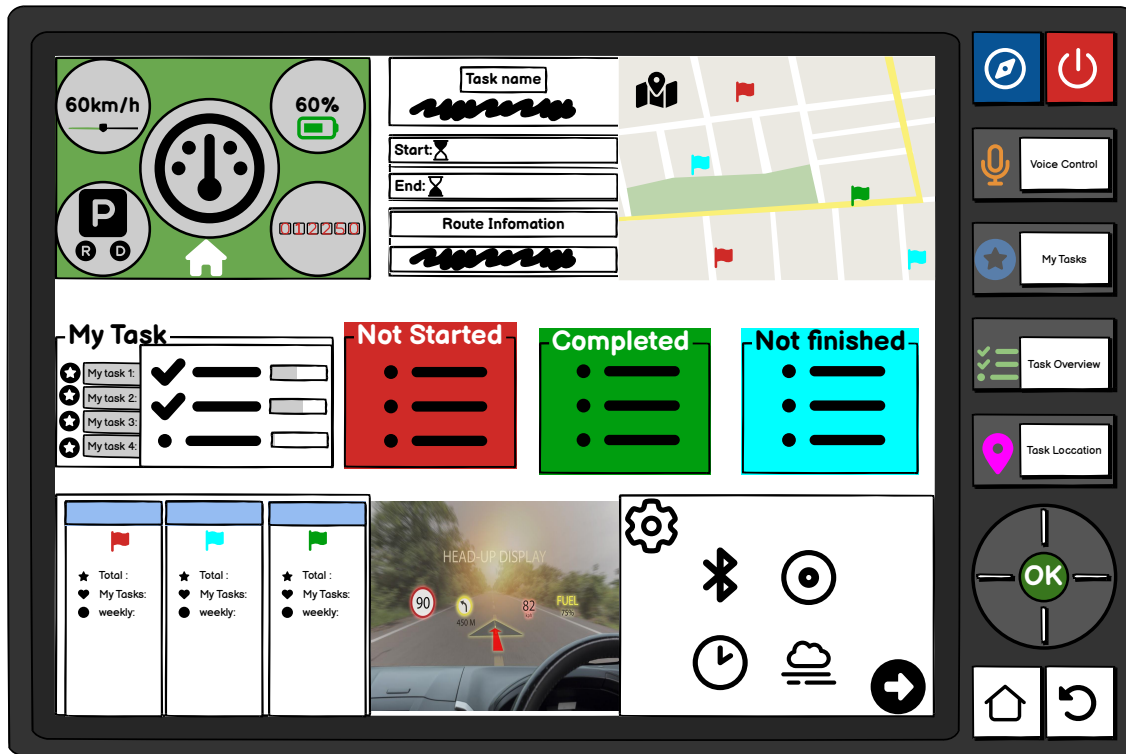 60km/h
60%
P
R
D
012250
Task name
Start:
End:
Route Infomation
My Task
My task 1:
My task 2:
My task 3:
My task 4:
Not Started
Completed
Not finished
Total :
My Tasks:
weekly:
Total :
My Tasks:
weekly:
Total :
My Tasks:
weekly:
HEAD-UP DISPLAY
90
450 M
82
FUEL
75%
Voice Control
My Tasks
Task Overview
Task Loccation
OK